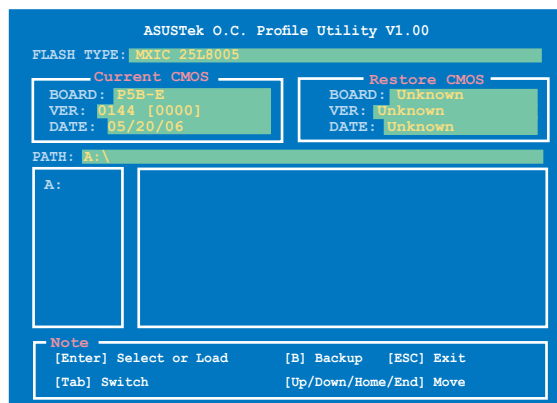 ASUSTek O.C. Profile Utility V1.00
FLASH TYPE: MXIC 25L8005
Current CMOS
BOARD: P5B-E
VER: 0144 [0000]
DATE: 05/20/06
Restore CMOS
BOARD: Unknown
VER: Unknown
DATE: Unknown
PATH: A:\
A:
Note
[Enter] Select or Load [B] Backup [ESC] Exit
[Tab] Switch [Up/Down/Home/End] Move